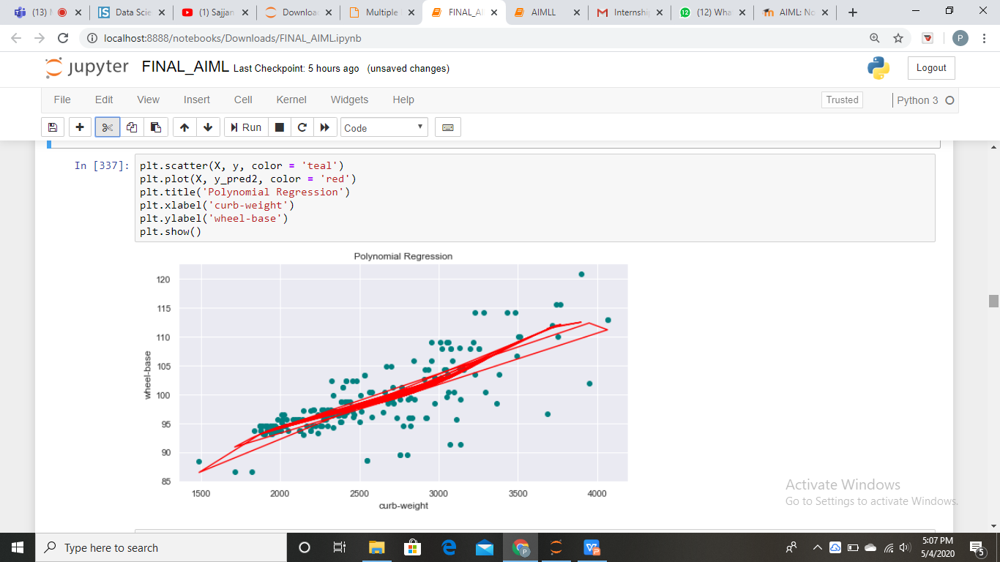 (13) M
Data Scie
(1) Sajjan
Downloa
Multiple
FINAL_A
AIMLL
Internshi
12
(12) Wha
AIML: No
localhost:8888/notebooks/Downloads/FINAL_AIML.ipynb
P
jupyter FINAL_AIML Last Checkpoint: 5 hours ago (unsaved changes)
Logout
File Edit View Insert Cell Kernel Widgets Help
Trusted
Python 3
Run
Code
In [337]: plt.scatter(X, y, color = 'teal')
plt.plot(X, y_pred2, color = 'red')
plt.title('Polynomial Regression')
plt.xlabel('curb-weight')
plt.ylabel('wheel-base')
plt.show()
Polynomial Regression
120
115
110
105
100
95
90
85
wheel-base
1500 2000 2500 3000 3500 4000
curb-weight
Activate Windows
Go to Settings to activate Windows.
Type here to search
5:07 PM
5/4/2020
5